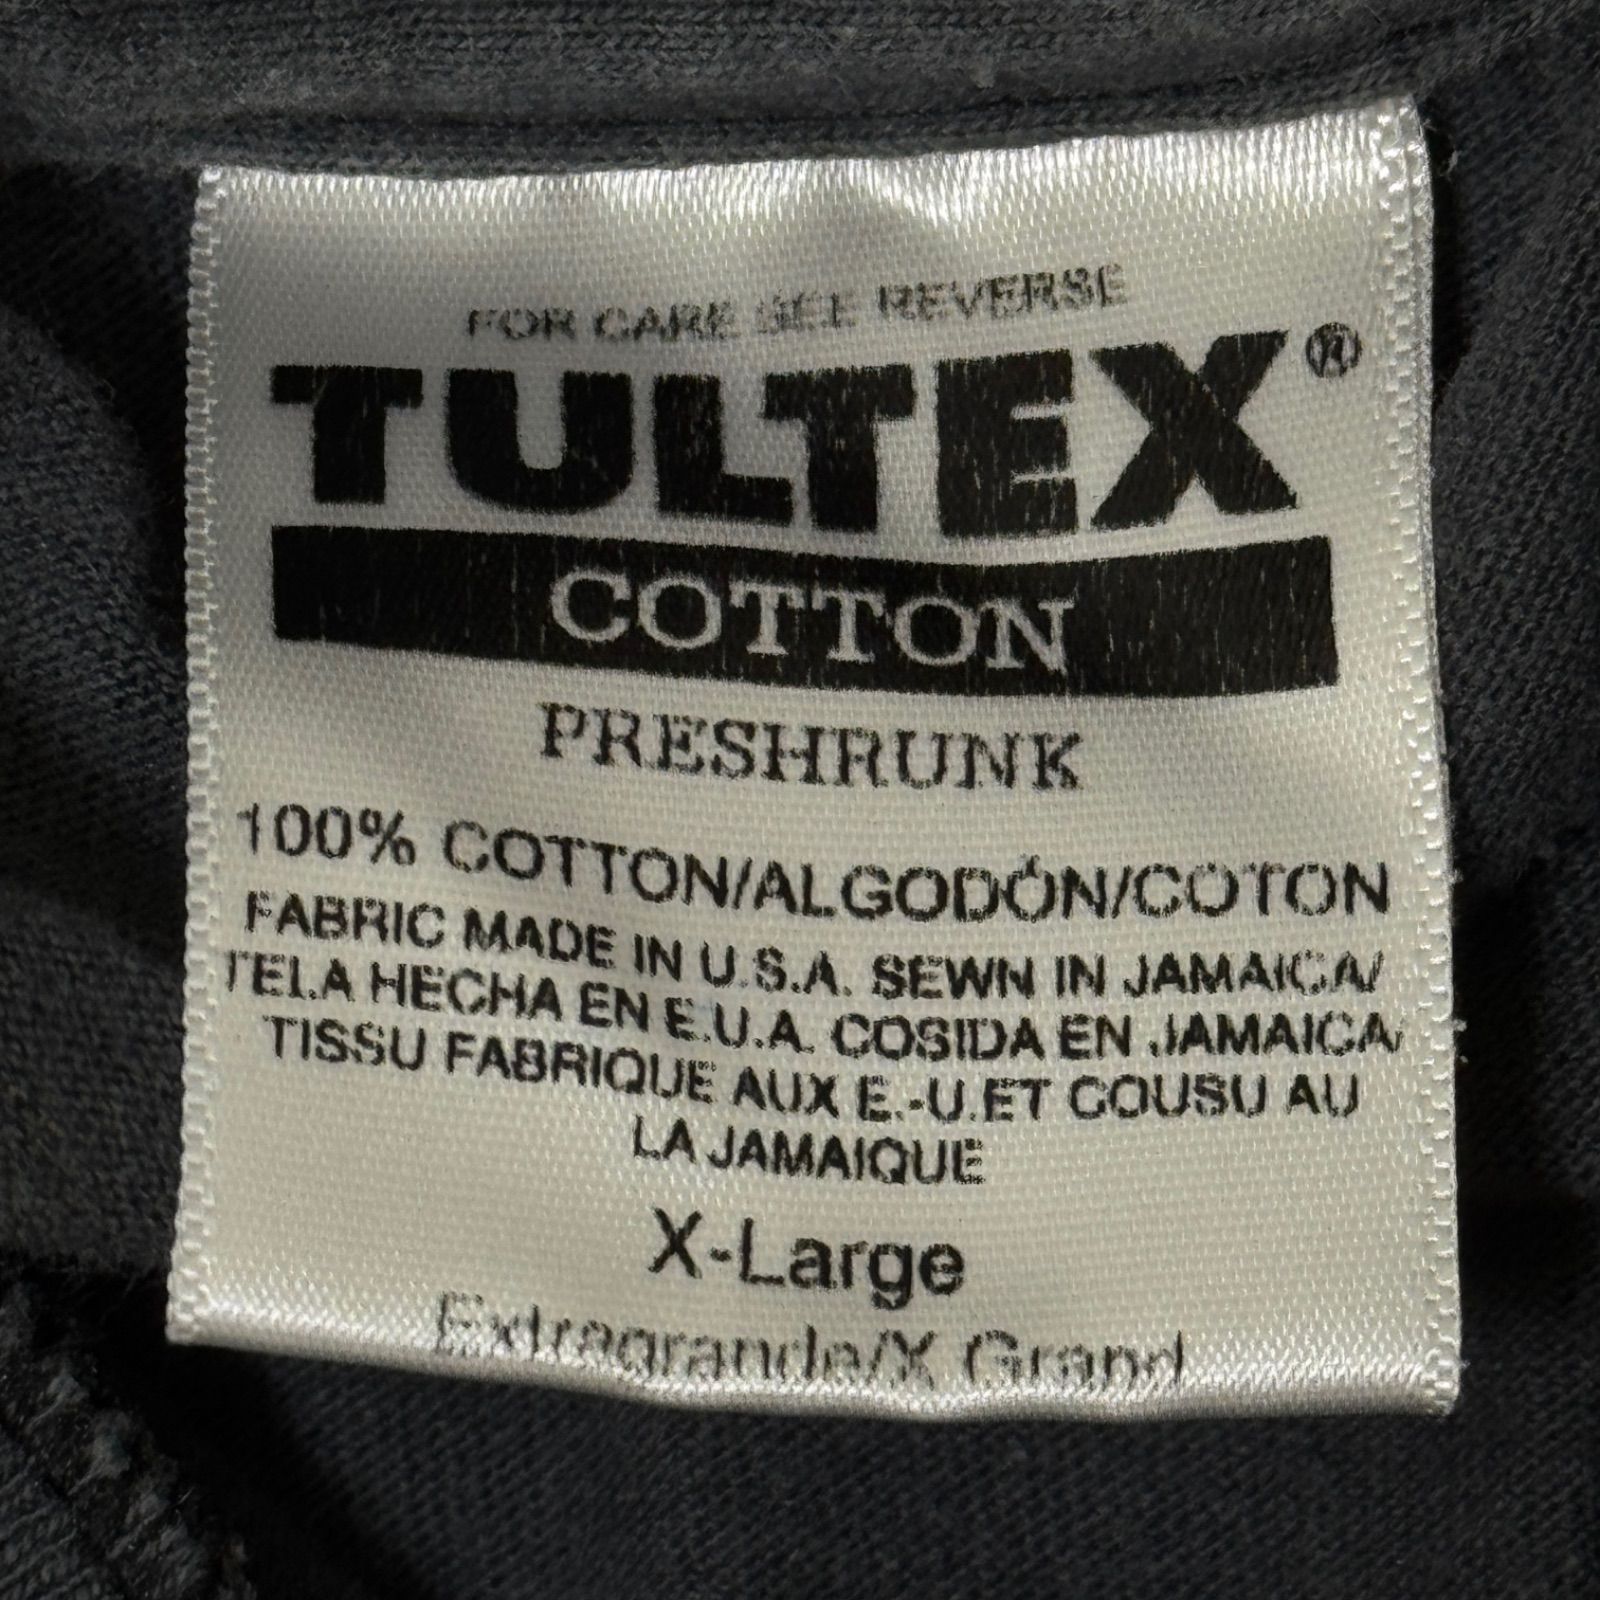 FOR CARE SEE REVERSE
TULTEX®
COTTON
PRESHRUNK
100% COTTON/ALGODÓN/COTON
FABRIC MADE IN U.S.A. SEWN IN JAMAICA/
TELA HECHA EN E.U.A. COSIDA EN JAMAICA/
TISSU FABRIQUE AUX E.-U.ET COUSU AU
LA JAMAIQUE
X-Large
Extragrande/X Grand